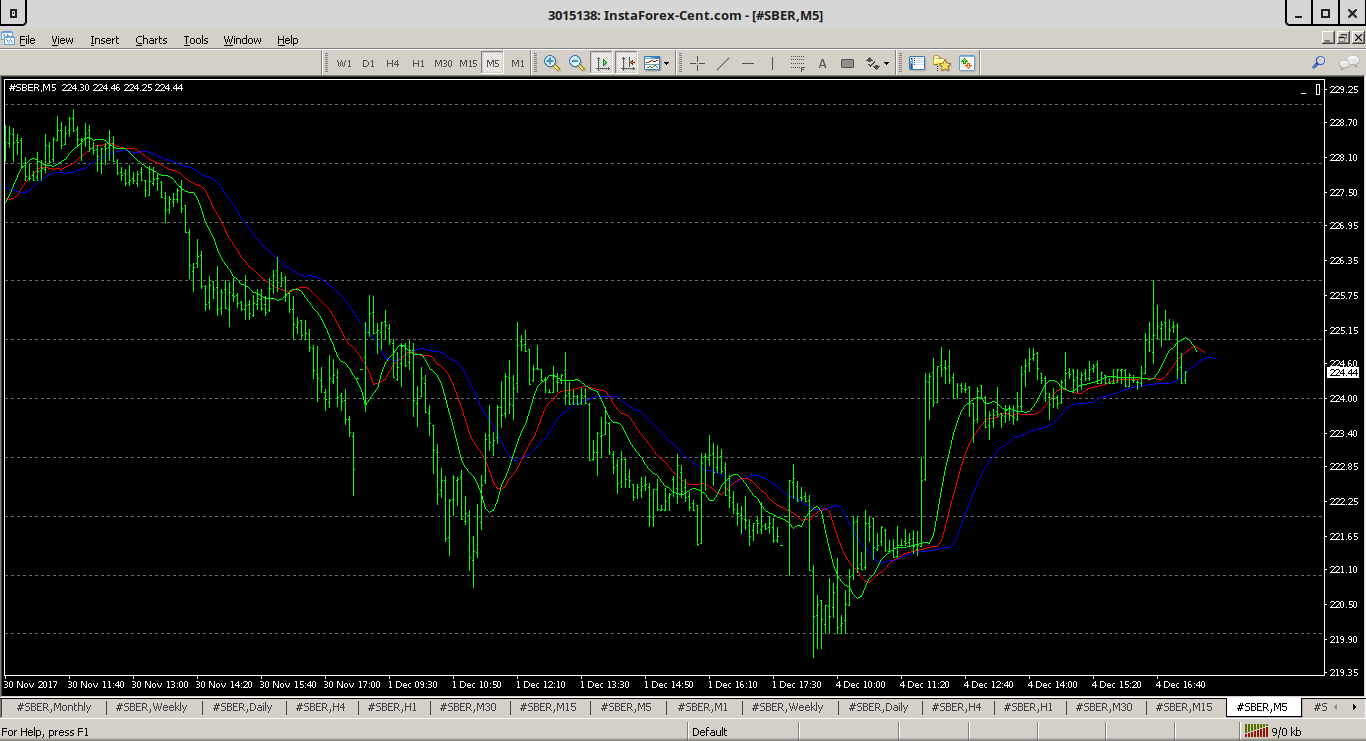 3015138: InstaForex-Cent.com - [#SBER,M5]
File View Insert Charts Tools Window Help
W1 D1 H4 H1 M30 M15 M5 M1 A
#SBER,M5 224.30 224.46 224.25 224.44
229.25
228.70
228.10
227.50
226.95
226.35
225.75
225.15
224.60
224.44
224.00
223.40
222.85
222.25
221.65
221.10
220.50
219.90
219.35
30 Nov 2017 30 Nov 11:40 30 Nov 13:00 30 Nov 14:20 30 Nov 15:40 30 Nov 17:00 1 Dec 09:30 1 Dec 10:50 1 Dec 12:10 1 Dec 13:30 1 Dec 14:50 1 Dec 16:10 1 Dec 17:30 4 Dec 10:00 4 Dec 11:20 4 Dec 12:40 4 Dec 14:00 4 Dec 15:20 4 Dec 16:40
#SBER,Monthly #SBER,Weekly #SBER,Daily #SBER,H4 #SBER,H1 #SBER,M30 #SBER,M15 #SBER,M5 #SBER,M1 #SBER,Weekly #SBER,Daily #SBER,H4 #SBER,H1 #SBER,M30 #SBER,M15 #SBER,M5 #S
For Help, press F1 Default 9/0 kb